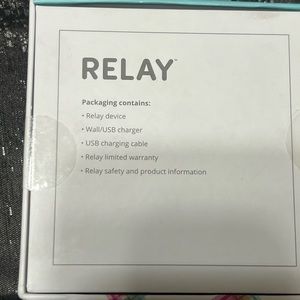 RELAY™
Packaging contains:
• Relay device
• Wall/USB charger
• USB charging cable
• Relay limited warranty
• Relay safety and product information